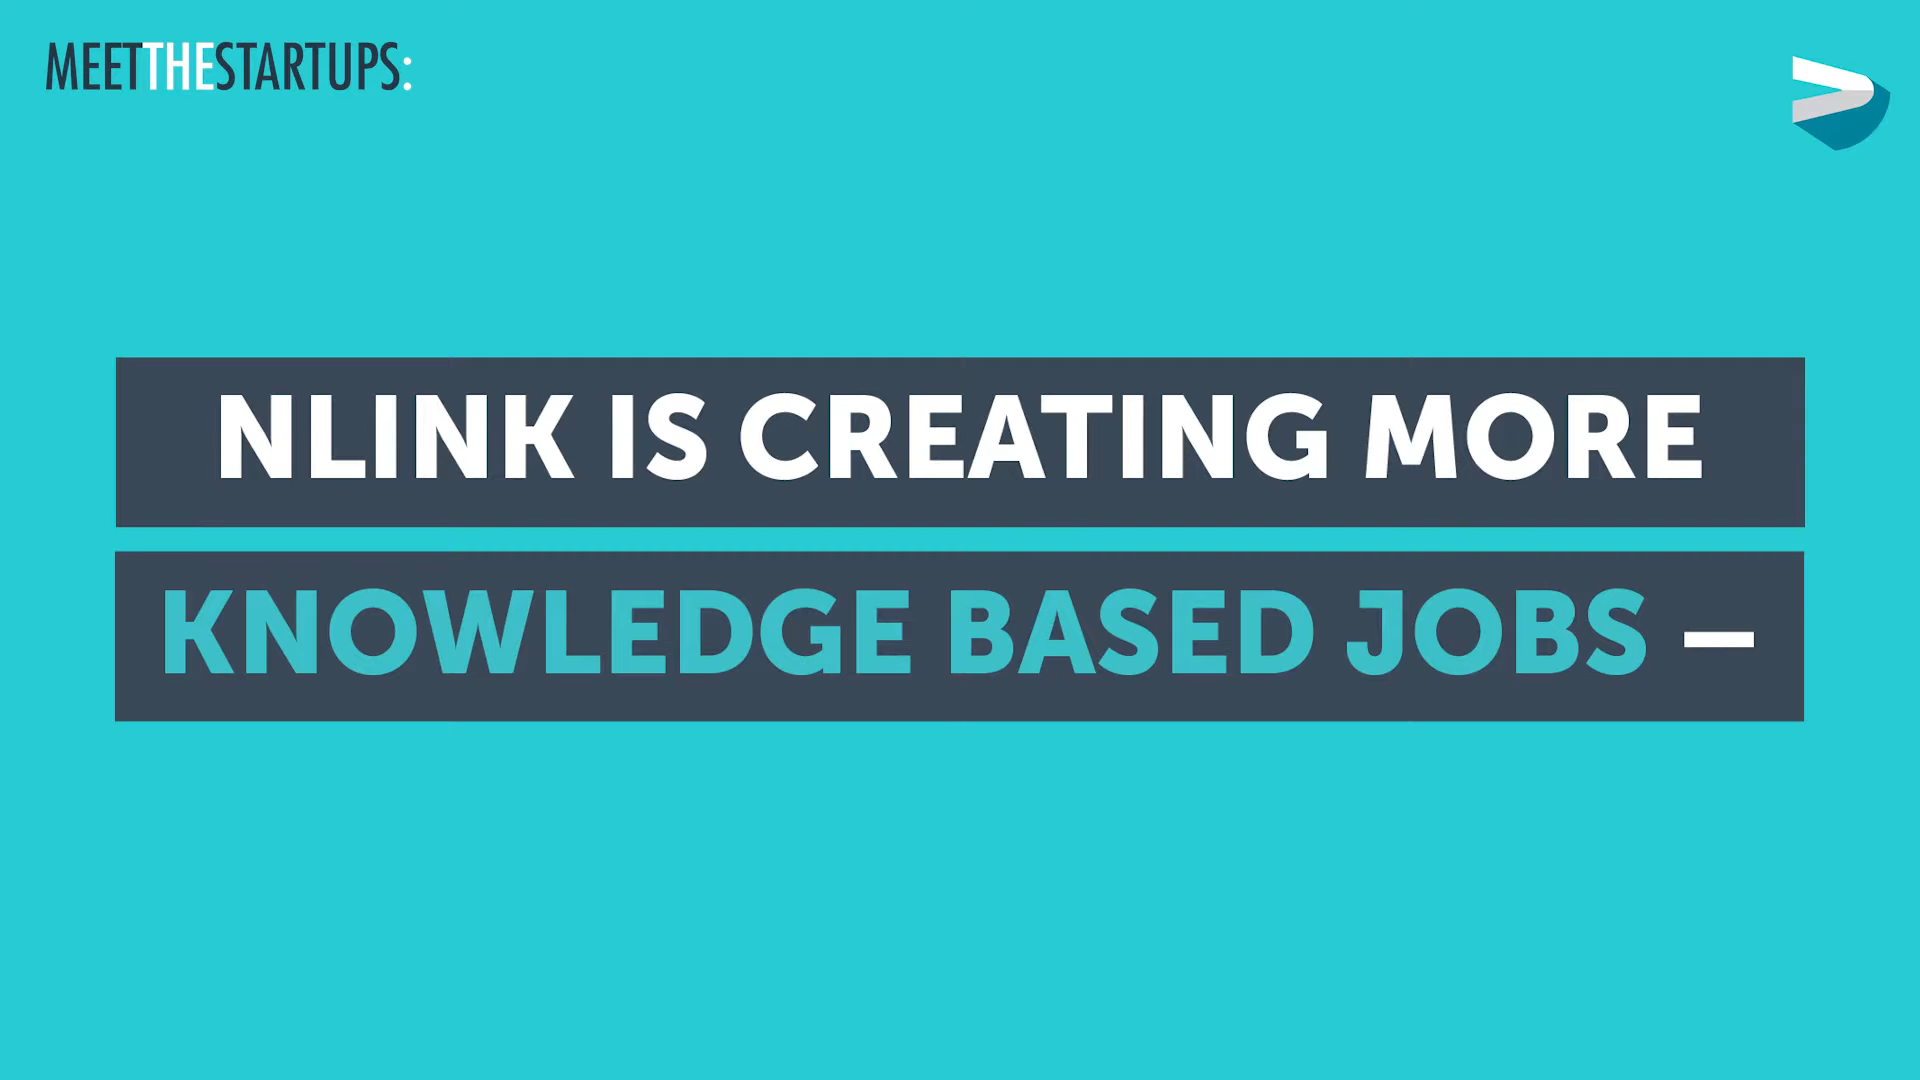 MEETTHESTARTUPS:
NLINK IS CREATING MORE
KNOWLEDGE BASED JOBS –